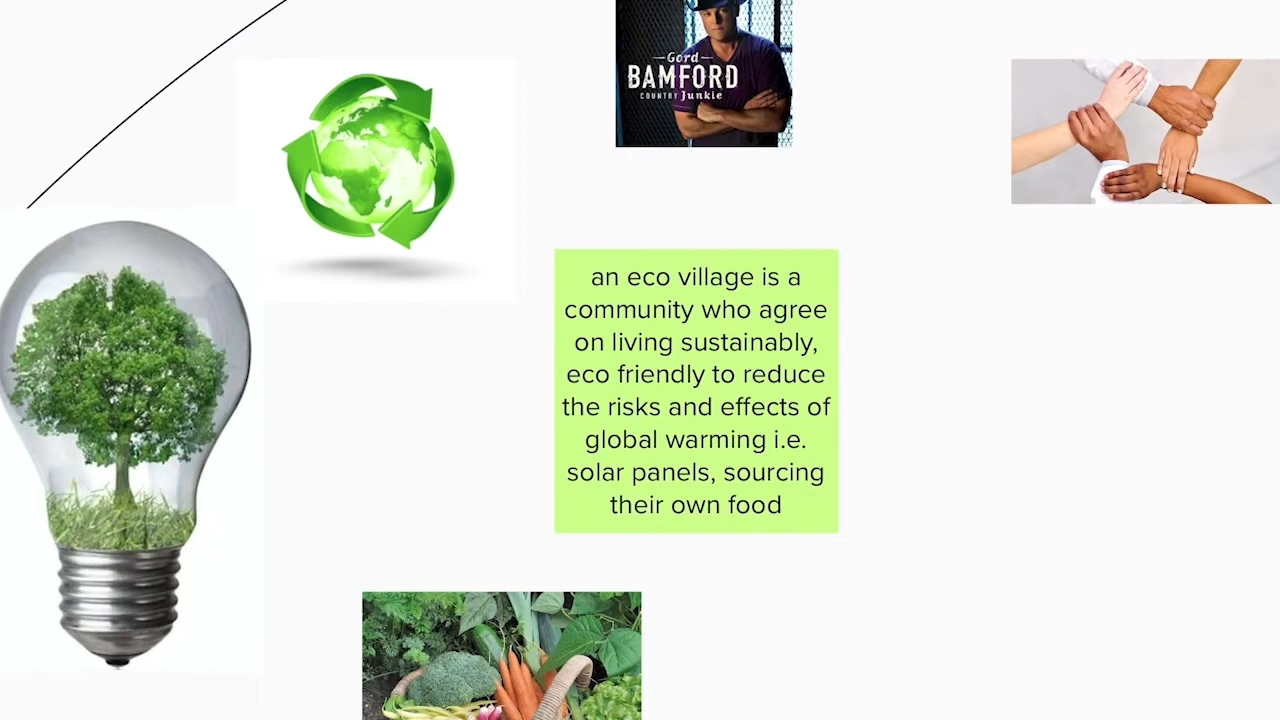 Gord
BAMFORD
COUNTRY Junkie
an eco village is a
community who agree
on living sustainably,
eco friendly to reduce
the risks and effects of
global warming i.e.
solar panels, sourcing
their own food